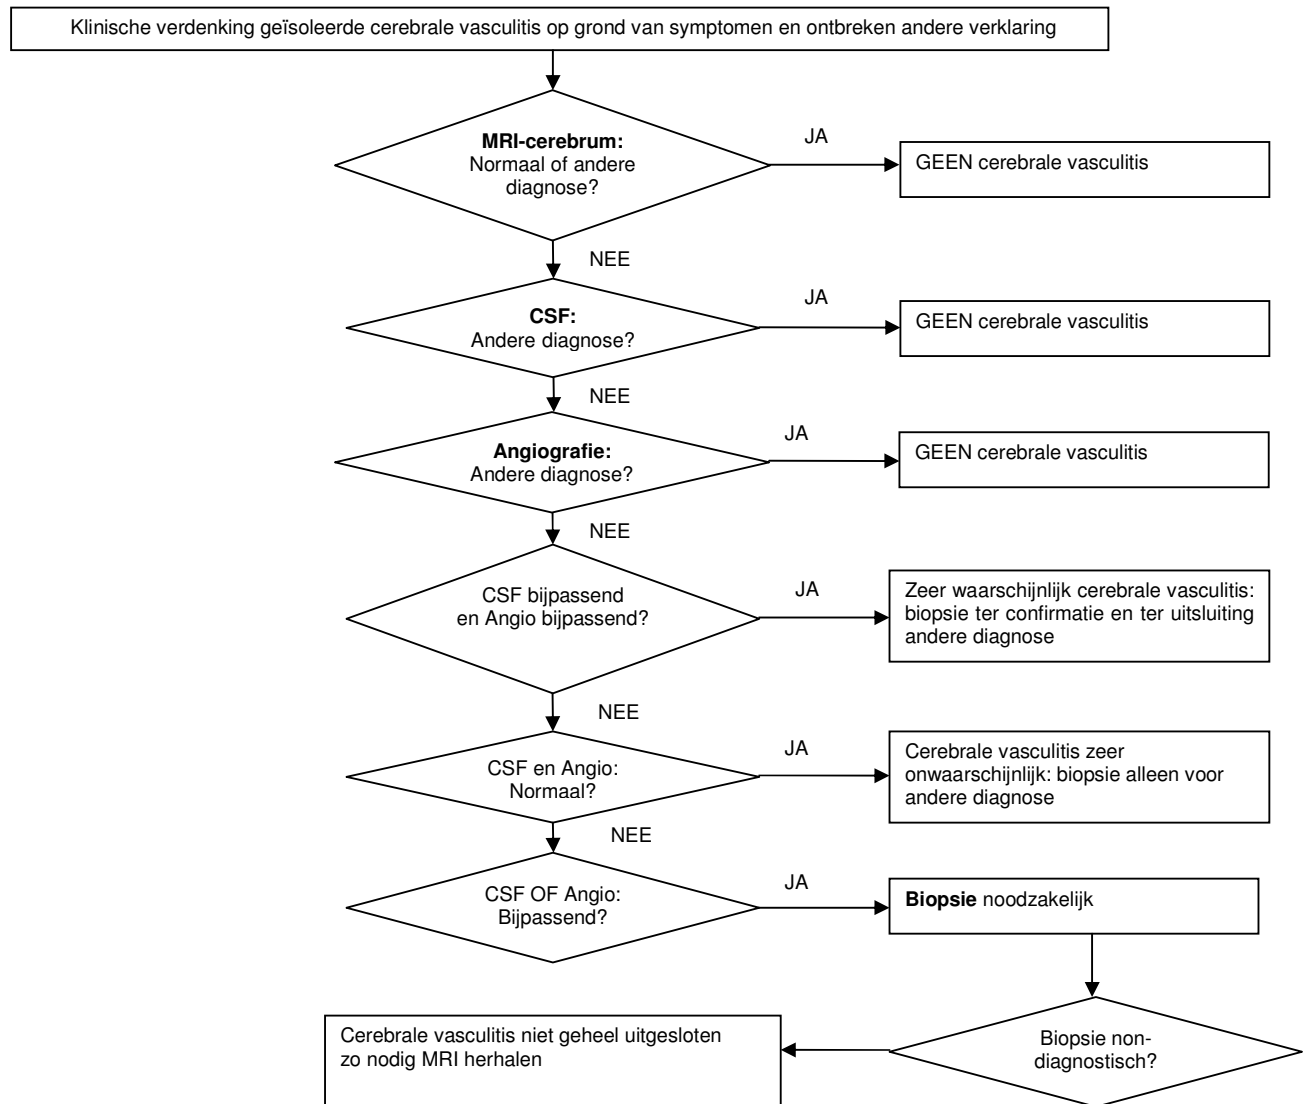 Klinische verdenking geïsoleerde cerebrale vasculitis op grond van symptomen en ontbreken andere verklaring
MRI-cerebrum:
Normaal of andere
diagnose?
JA
GEEN cerebrale vasculitis
NEE
CSF:
Andere diagnose?
JA
GEEN cerebrale vasculitis
NEE
Angiografie:
Andere diagnose?
JA
GEEN cerebrale vasculitis
NEE
CSF bijpassend
en Angio bijpassend?
JA
Zeer waarschijnlijk cerebrale vasculitis:
biopsie ter confirmatie en ter uitsluiting
andere diagnose
NEE
CSF en Angio:
Normaal?
JA
Cerebrale vasculitis zeer
onwaarschijnlijk: biopsie alleen voor
andere diagnose
NEE
CSF OF Angio:
Bijpassend?
JA
Biopsie noodzakelijk
Biopsie non-
diagnostisch?
Cerebrale vasculitis niet geheel uitgesloten
zo nodig MRI herhalen